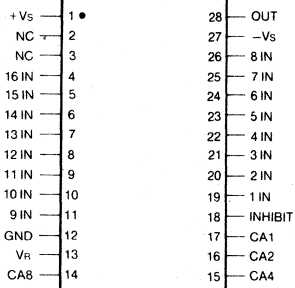 +VS 1 28 OUT
NC 2 27 −VS
NC 3 26 8 IN
16 IN 4 25 7 IN
15 IN 5 24 6 IN
14 IN 6 23 5 IN
13 IN 7 22 4 IN
12 IN 8 21 3 IN
11 IN 9 20 2 IN
10 IN 10 19 1 IN
9 IN 11 18 INHIBIT
GND 12 17 CA1
VR 13 16 CA2
CA8 14 15 CA4